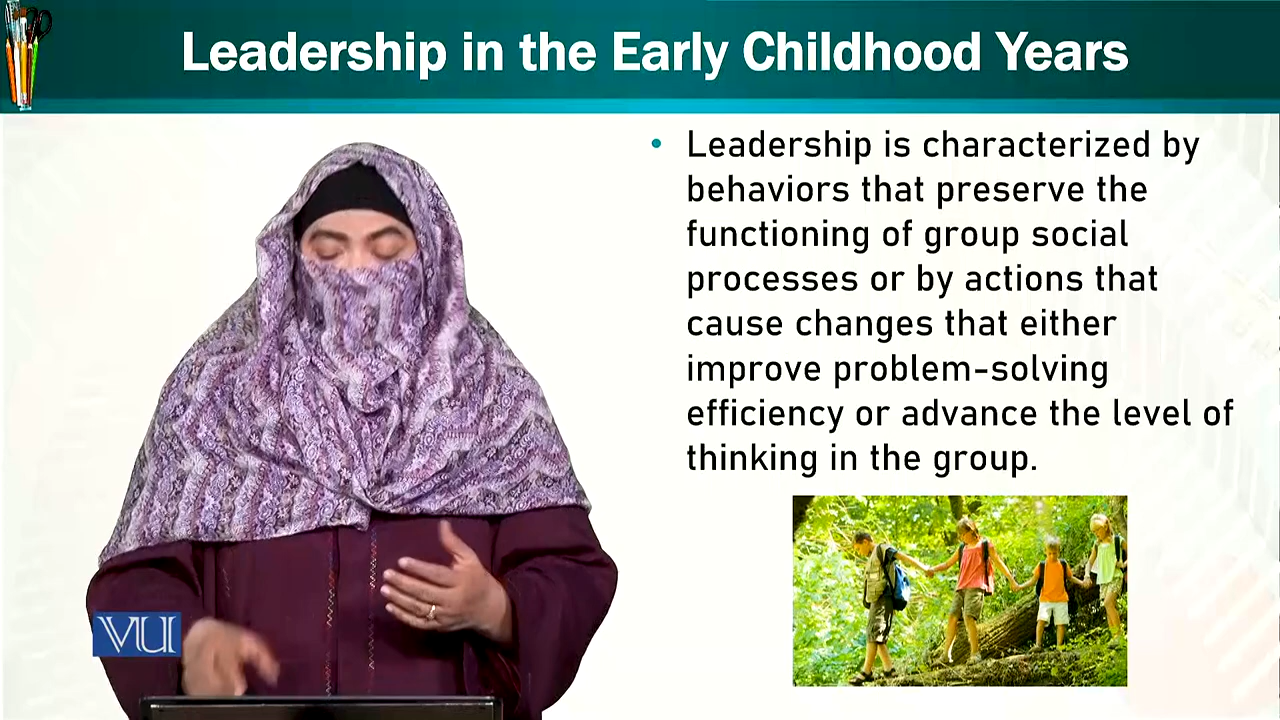 Leadership in the Early Childhood Years
• Leadership is characterized by
behaviors that preserve the
functioning of group social
processes or by actions that
cause changes that either
improve problem-solving
efficiency or advance the level of
thinking in the group.
VU